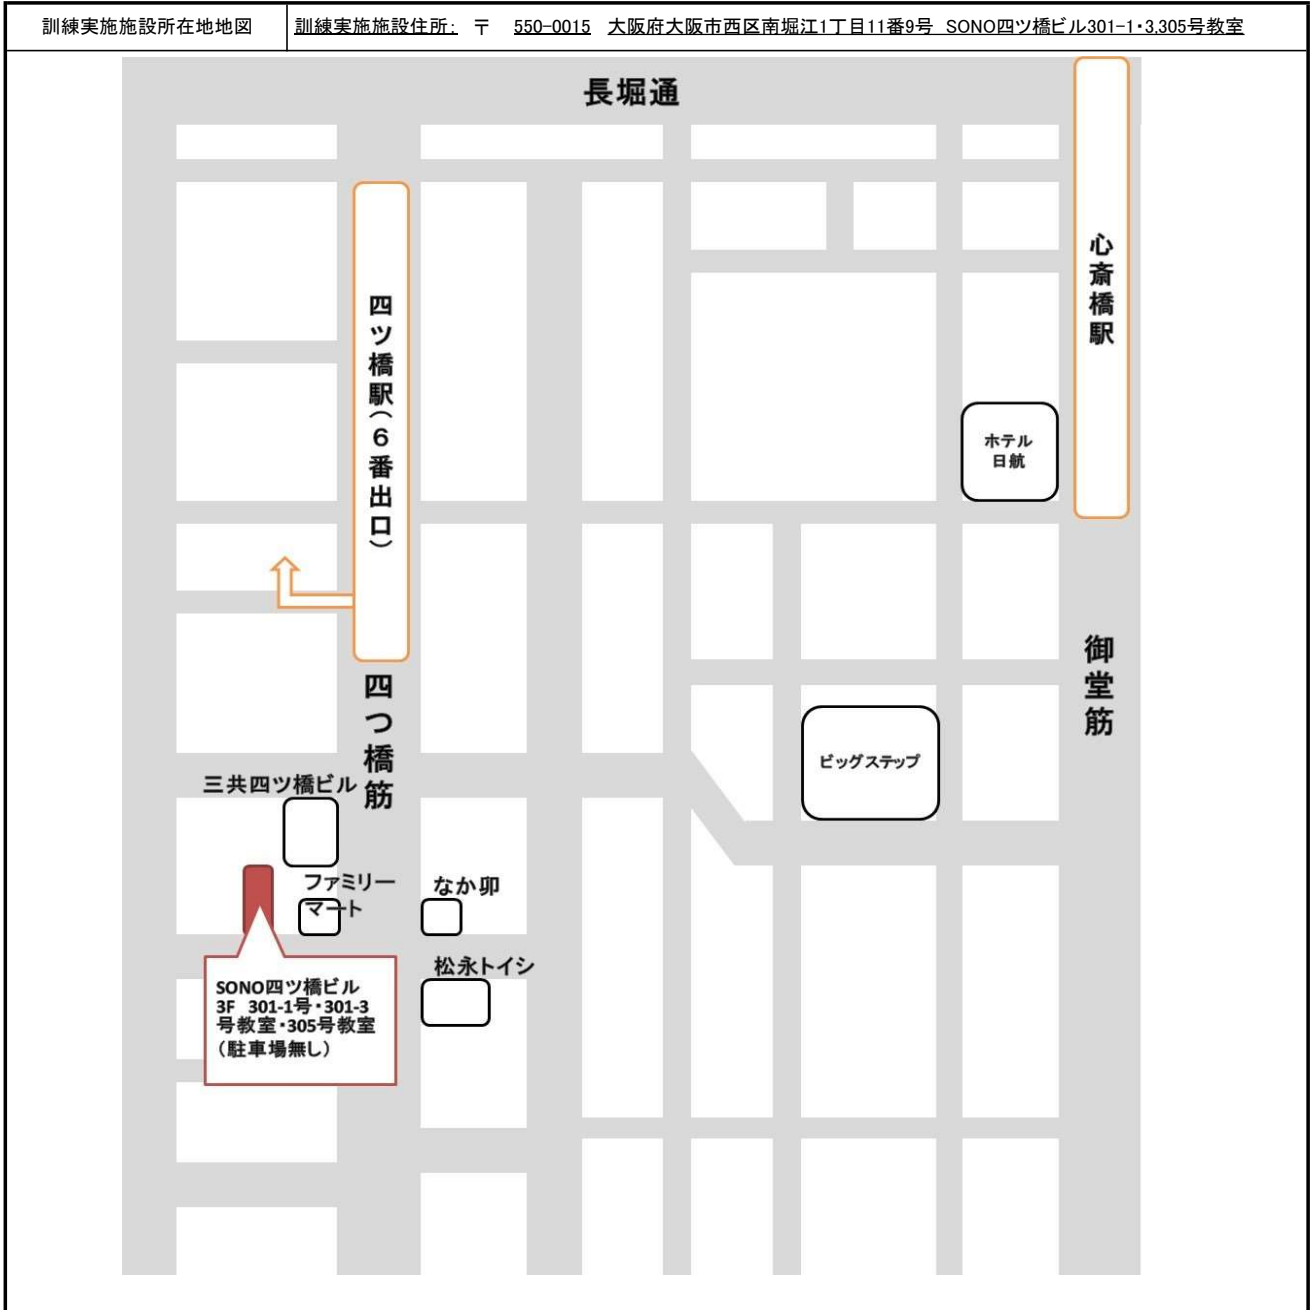 訓練実施施設所在地地図
訓練実施施設住所: 〒 550-0015 大阪府大阪市西区南堀江1丁目11番9号 SONO四ツ橋ビル301-1・3,305号教室
長堀通
心斎橋駅
四ツ橋駅(6番出口)
ホテル
日航
御堂筋
四つ橋筋
ビッグステップ
三共四ツ橋ビル
ファミリー
マート
なか卯
松永トイシ
SONO四ツ橋ビル
3F 301-1号・301-3
号教室・305号教室
(駐車場無し)